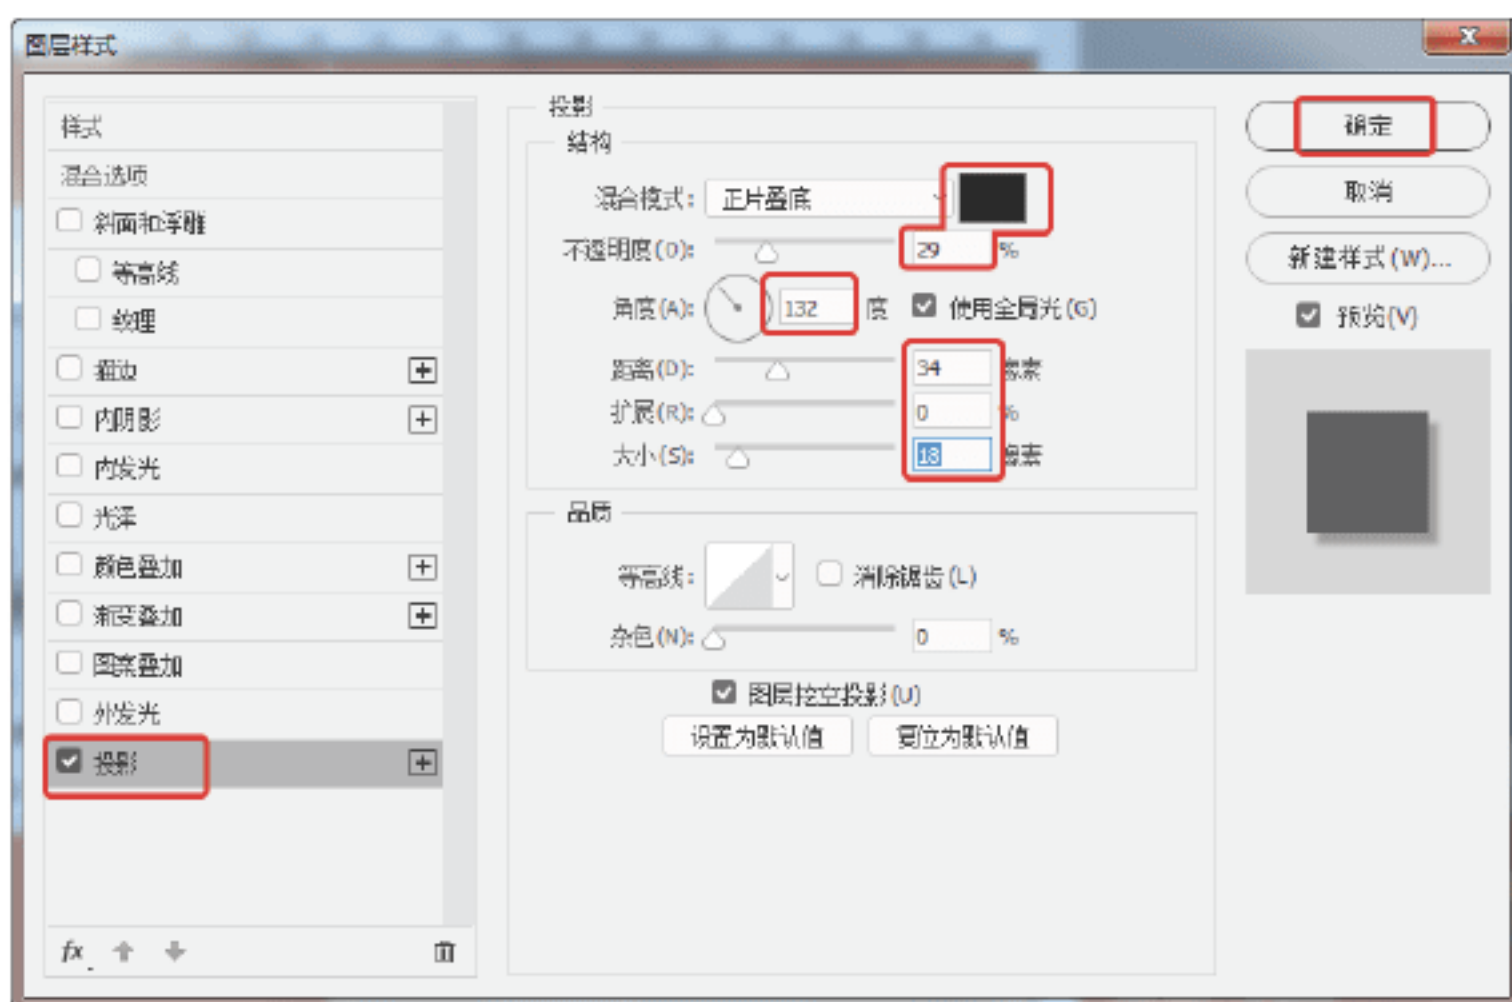 图层样式
样式
混合选项
斜面和浮雕
等高线
纹理
描边
内阴影
内发光
光泽
颜色叠加
渐变叠加
图案叠加
外发光
投影
fx
投影
结构
混合模式: 正片叠底
不透明度(O): 29 %
角度(A): 132 度 使用全局光(G)
距离(D): 34 像素
扩展(R): 0 %
大小(S): 18 像素
品质
等高线: 消除锯齿(L)
杂色(N): 0 %
图层挖空投影(U)
设置为默认值 复位为默认值
确定
取消
新建样式(W)...
预览(V)